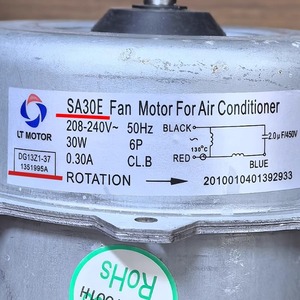 SA30E Fan Motor For Air Conditioner
LT MOTOR
208-240V~ 50Hz
30W 6P
0.30A CL.B
DG13Z1-37
1351995A
ROTATION →
BLACK
2.0μF/450V
130°C
RED
BLUE
2010010401392933
RoHS